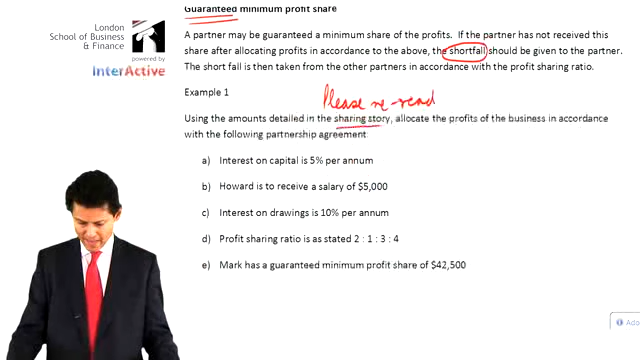 London
School of Business
& Finance
powered by
InterActive
Guaranteed minimum profit share
A partner may be guaranteed a minimum share of the profits. If the partner has not received this
share after allocating profits in accordance to the above, the shortfall should be given to the partner.
The short fall is then taken from the other partners in accordance with the profit sharing ratio.
Example 1
Please re-read
Using the amounts detailed in the sharing story, allocate the profits of the business in accordance
with the following partnership agreement:
a) Interest on capital is 5% per annum
b) Howard is to receive a salary of $5,000
c) Interest on drawings is 10% per annum
d) Profit sharing ratio is as stated 2 : 1 : 3 : 4
e) Mark has a guaranteed minimum profit share of $42,500
Ado